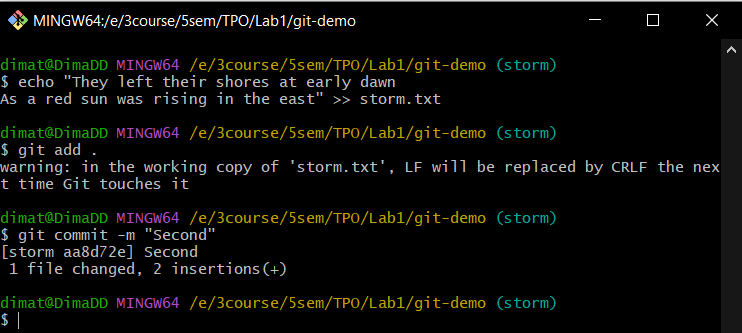 MINGW64:/e/3course/5sem/TPO/Lab1/git-demo
dimat@DimaDD MINGW64 /e/3course/5sem/TPO/Lab1/git-demo (storm)
$ echo "They left their shores at early dawn
As a red sun was rising in the east" >> storm.txt
dimat@DimaDD MINGW64 /e/3course/5sem/TPO/Lab1/git-demo (storm)
$ git add .
warning: in the working copy of 'storm.txt', LF will be replaced by CRLF the nex
t time Git touches it
dimat@DimaDD MINGW64 /e/3course/5sem/TPO/Lab1/git-demo (storm)
$ git commit -m "Second"
[storm aa8d72e] Second
 1 file changed, 2 insertions(+)
dimat@DimaDD MINGW64 /e/3course/5sem/TPO/Lab1/git-demo (storm)
$